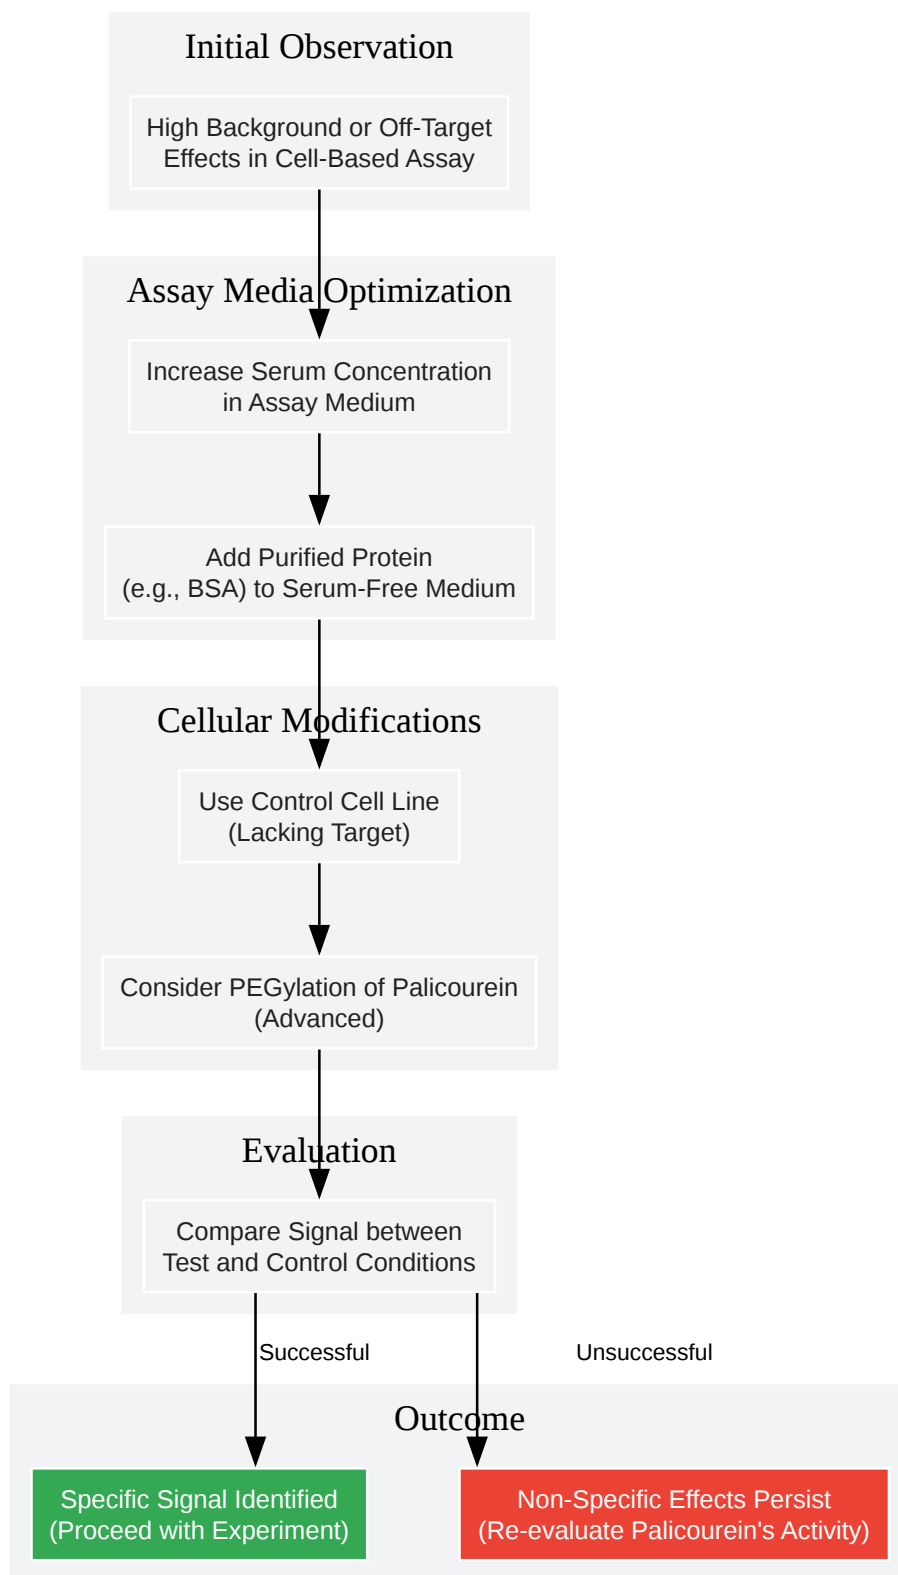 Initial Observation
High Background or Off-Target
Effects in Cell-Based Assay
Assay Media Optimization
Increase Serum Concentration
in Assay Medium
Add Purified Protein
(e.g., BSA) to Serum-Free Medium
Cellular Modifications
Use Control Cell Line
(Lacking Target)
Consider PEGylation of Palicourein
(Advanced)
Evaluation
Compare Signal between
Test and Control Conditions
Successful
Unsuccessful
Outcome
Specific Signal Identified
(Proceed with Experiment)
Non-Specific Effects Persist
(Re-evaluate Palicourein's Activity)